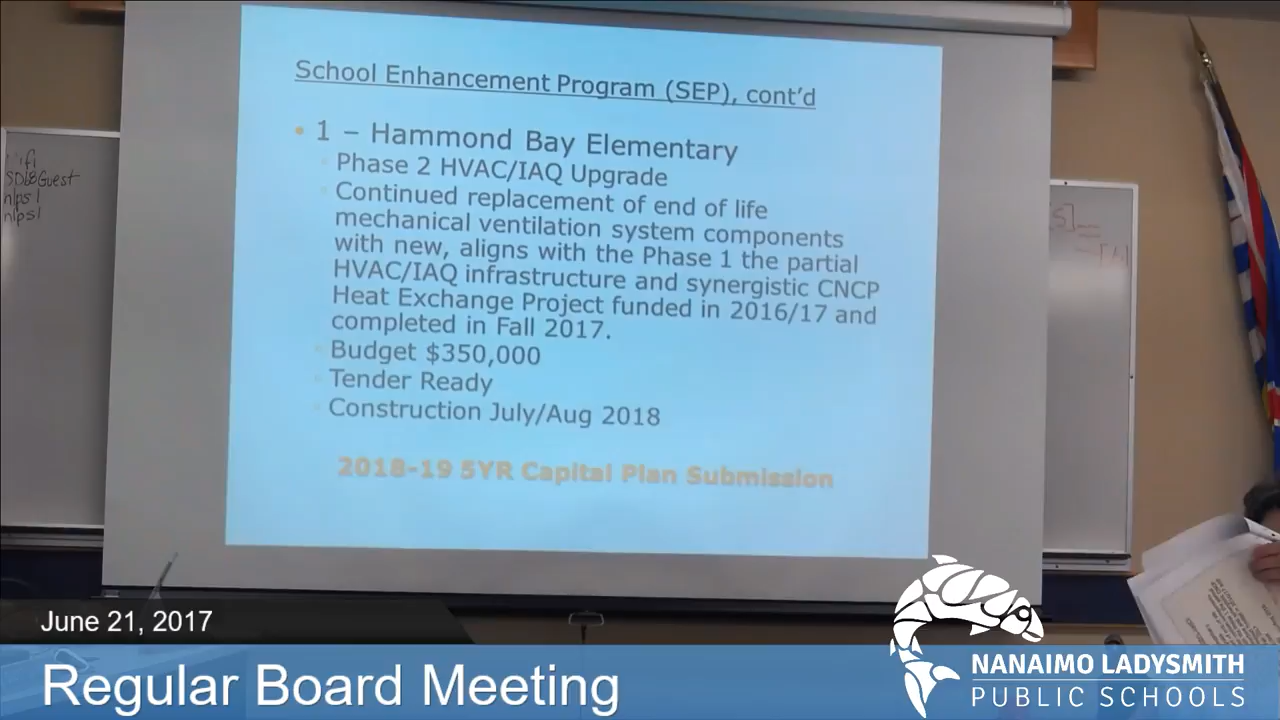 School Enhancement Program (SEP), cont'd
• 1 – Hammond Bay Elementary
Phase 2 HVAC/IAQ Upgrade
Continued replacement of end of life
mechanical ventilation system components
with new, aligns with the Phase 1 the partial
HVAC/IAQ infrastructure and synergistic CNCP
Heat Exchange Project funded in 2016/17 and
completed in Fall 2017.
Budget $350,000
Tender Ready
Construction July/Aug 2018
2018-19 5YR Capital Plan Submission
SD68Guest
nlps1
nlps1
June 21, 2017
Regular Board Meeting
NANAIMO LADYSMITH
PUBLIC SCHOOLS